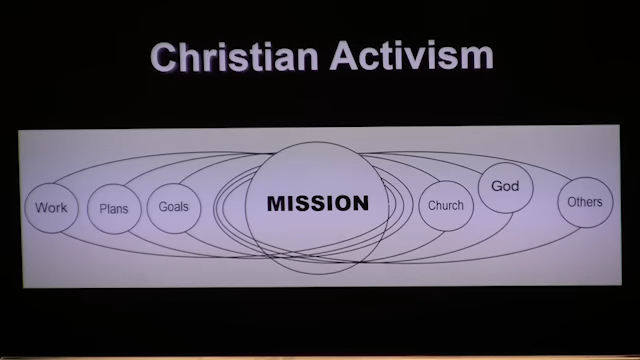 Christian Activism
Work
Plans
Goals
MISSION
Church
God
Others